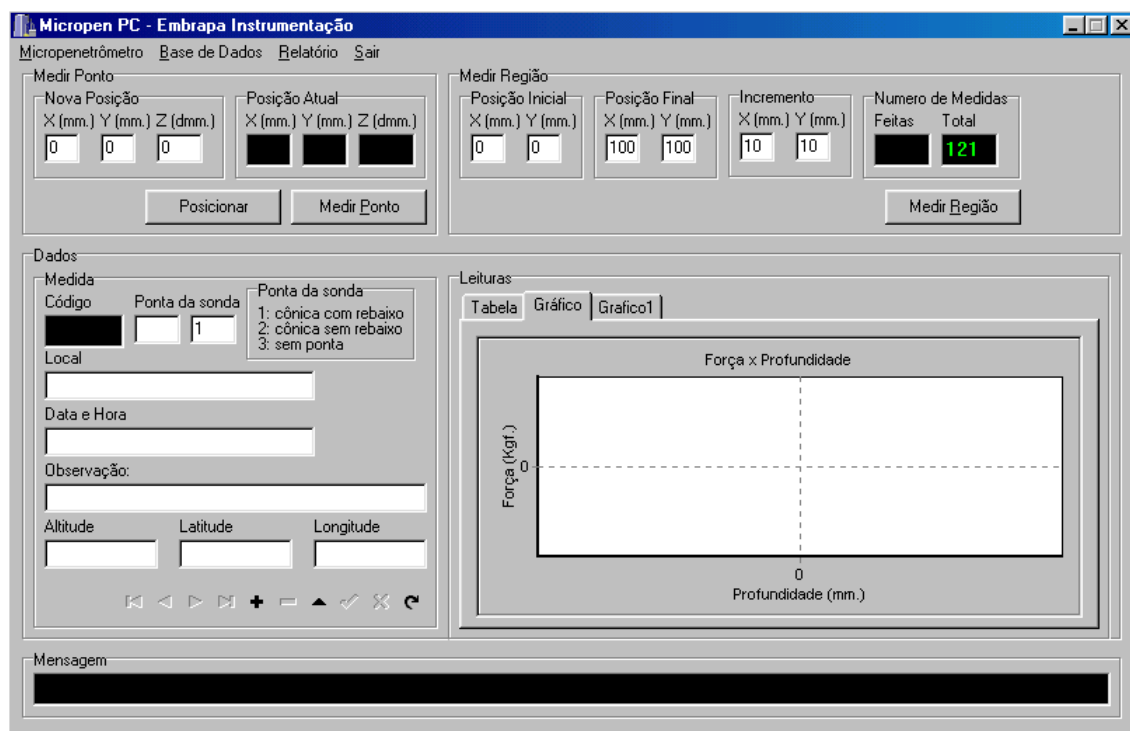 Micropen PC - Embrapa Instrumentação
Micropenetrômetro Base de Dados Relatório Sair
Medir Ponto
Nova Posição
X (mm.) Y (mm.) Z (dmm.)
0 0 0
Posição Atual
X (mm.) Y (mm.) Z (dmm.)
Posicionar
Medir Ponto
Medir Região
Posição Inicial
X (mm.) Y (mm.)
0 0
Posição Final
X (mm.) Y (mm.)
100 100
Incremento
X (mm.) Y (mm.)
10 10
Numero de Medidas
Feitas Total
121
Medir Região
Dados
Medida
Código
Ponta da sonda
1
Ponta da sonda
1: cônica com rebaixo
2: cônica sem rebaixo
3: sem ponta
Local
Data e Hora
Observação:
Altitude Latitude Longitude
Leituras
Tabela Gráfico Grafico1
Força x Profundidade
Força (Kgf.)
0
0
Profundidade (mm.)
Mensagem